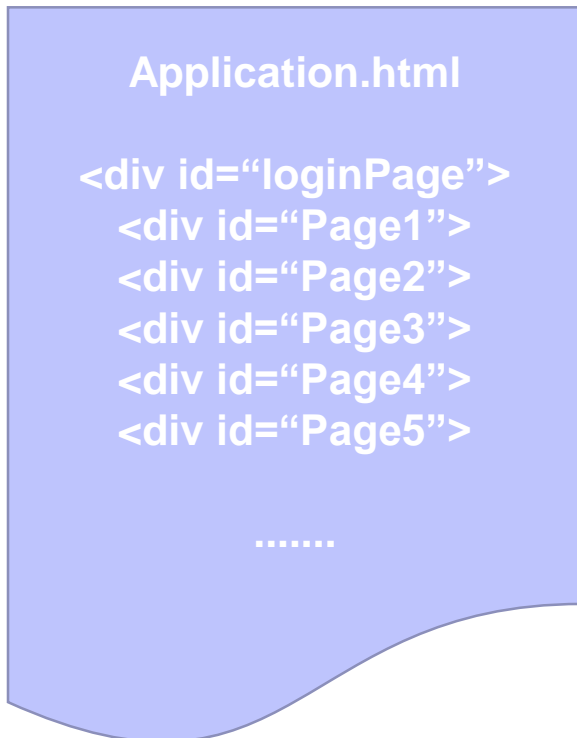 Application.html
<div id=“loginPage”>
<div id=“Page1”>
<div id=“Page2”>
<div id=“Page3”>
<div id=“Page4”>
<div id=“Page5”>
.......